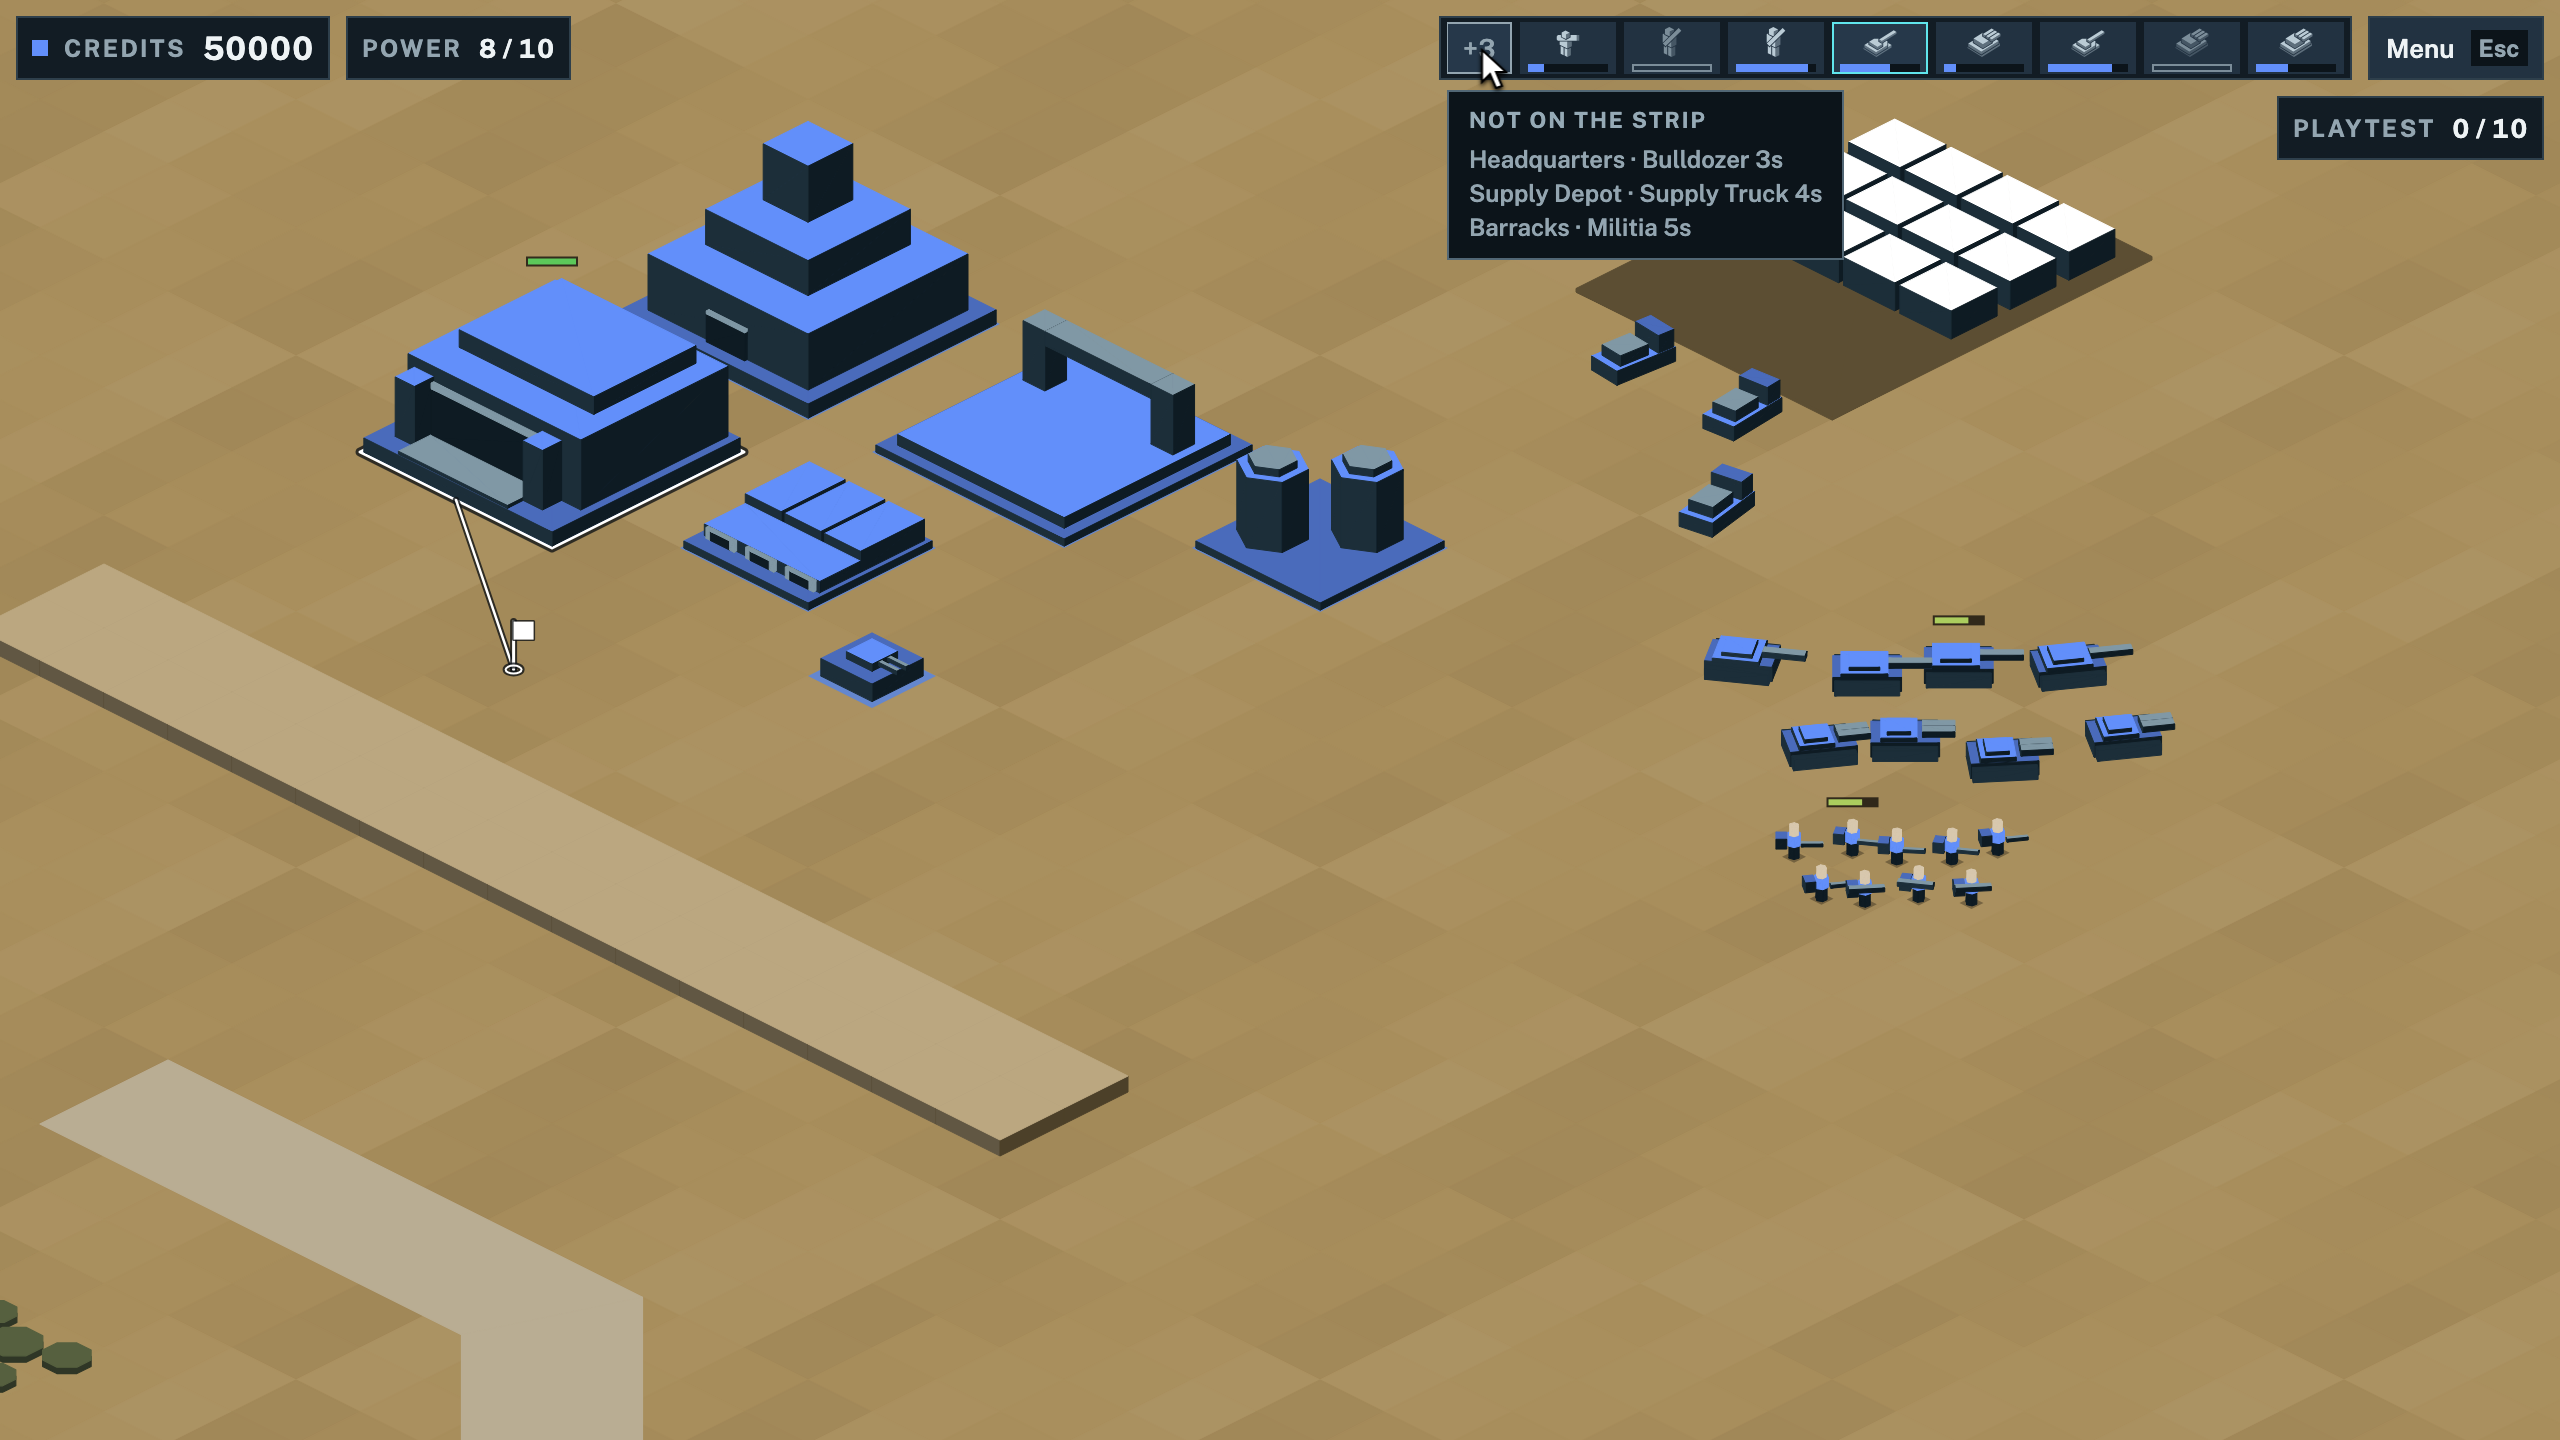 CREDITS 50000
POWER 8/10
+3
Menu Esc
NOT ON THE STRIP
Headquarters · Bulldozer 3s
Supply Depot · Supply Truck 4s
Barracks · Militia 5s
PLAYTEST 0/10